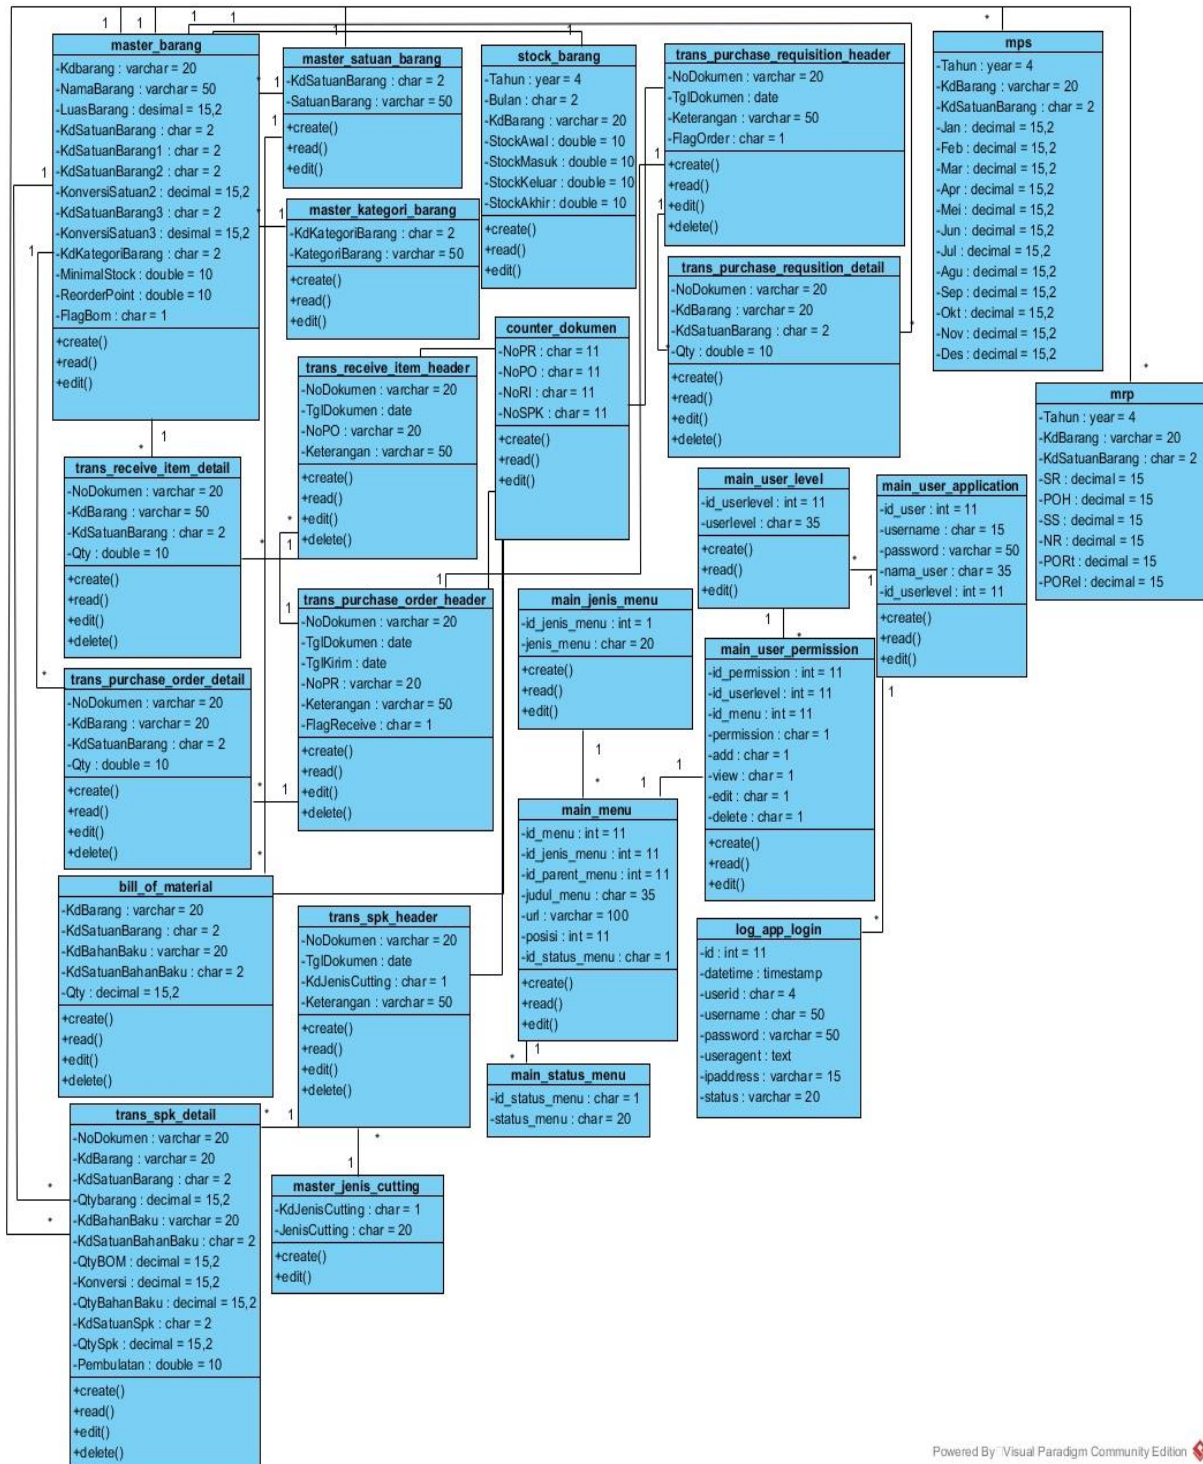 master_barang
-Kdbarang : varchar = 20
-NamaBarang : varchar = 50
-LuasBarang : desimal = 15,2
-KdSatuanBarang : char = 2
-KdSatuanBarang1 : char = 2
-KdSatuanBarang2 : char = 2
-KonversiSatuan2 : decimal = 15,2
-KdSatuanBarang3 : char = 2
-KonversiSatuan3 : desimal = 15,2
-KdKategoriBarang : char = 2
-MinimalStock : double = 10
-ReorderPoint : double = 10
-FlagBom : char = 1
+create()
+read()
+edit()
master_satuan_barang
-KdSatuanBarang : char = 2
-SatuanBarang : varchar = 50
+create()
+read()
+edit()
master_kategori_barang
-KdKategoriBarang : char = 2
-KategoriBarang : varchar = 50
+create()
+read()
+edit()
stock_barang
-Tahun : year = 4
-Bulan : char = 2
-KdBarang : varchar = 20
-StockAwal : double = 10
-StockMasuk : double = 10
-StockKeluar : double = 10
-StockAkhir : double = 10
+create()
+read()
+edit()
trans_purchase_requisition_header
-NoDokumen : varchar = 20
-TglDokumen : date
-Keterangan : varchar = 50
-FlagOrder : char = 1
+create()
+read()
+edit()
+delete()
trans_purchase_requsition_detail
-NoDokumen : varchar = 20
-KdBarang : varchar = 20
-KdSatuanBarang : char = 2
-Qty : double = 10
+create()
+read()
+edit()
+delete()
mps
-Tahun : year = 4
-KdBarang : varchar = 20
-KdSatuanBarang : char = 2
-Jan : decimal = 15,2
-Feb : decimal = 15,2
-Mar : decimal = 15,2
-Apr : decimal = 15,2
-Mei : decimal = 15,2
-Jun : decimal = 15,2
-Jul : decimal = 15,2
-Agu : decimal = 15,2
-Sep : decimal = 15,2
-Okt : decimal = 15,2
-Nov : decimal = 15,2
-Des : decimal = 15,2
mrp
-Tahun : year = 4
-KdBarang : varchar = 20
-KdSatuanBarang : char = 2
-SR : decimal = 15
-POH : decimal = 15
-SS : decimal = 15
-NR : decimal = 15
-PORt : decimal = 15
-PORel : decimal = 15
counter_dokumen
-NoPR : char = 11
-NoPO : char = 11
-NoRI : char = 11
-NoSPK : char = 11
+create()
+read()
+edit()
trans_receive_item_header
-NoDokumen : varchar = 20
-TglDokumen : date
-NoPO : varchar = 20
-Keterangan : varchar = 50
+create()
+read()
+edit()
+delete()
trans_receive_item_detail
-NoDokumen : varchar = 20
-KdBarang : varchar = 50
-KdSatuanBarang : char = 2
-Qty : double = 10
+create()
+read()
+edit()
+delete()
main_user_level
-id_userlevel : int = 11
-userlevel : char = 35
+create()
+read()
+edit()
main_user_application
-id_user : int = 11
-username : char = 15
-password : varchar = 50
-nama_user : char = 35
-id_userlevel : int = 11
+create()
+read()
+edit()
trans_purchase_order_header
-NoDokumen : varchar = 20
-TglDokumen : date
-TglKirim : date
-NoPR : varchar = 20
-Keterangan : varchar = 50
-FlagReceive : char = 1
+create()
+read()
+edit()
+delete()
main_jenis_menu
-id_jenis_menu : int = 1
-jenis_menu : char = 20
+create()
+read()
+edit()
main_user_permission
-id_permission : int = 11
-id_userlevel : int = 11
-id_menu : int = 11
-permission : char = 1
-add : char = 1
-view : char = 1
-edit : char = 1
-delete : char = 1
+create()
+read()
+edit()
trans_purchase_order_detail
-NoDokumen : varchar = 20
-KdBarang : varchar = 20
-KdSatuanBarang : char = 2
-Qty : double = 10
+create()
+read()
+edit()
+delete()
main_menu
-id_menu : int = 11
-id_jenis_menu : int = 11
-id_parent_menu : int = 11
-judul_menu : char = 35
-url : varchar = 100
-posisi : int = 11
-id_status_menu : char = 1
+create()
+read()
+edit()
bill_of_material
-KdBarang : varchar = 20
-KdSatuanBarang : char = 2
-KdBahanBaku : varchar = 20
-KdSatuanBahanBaku : char = 2
-Qty : decimal = 15,2
+create()
+read()
+edit()
+delete()
trans_spk_header
-NoDokumen : varchar = 20
-TglDokumen : date
-KdJenisCutting : char = 1
-Keterangan : varchar = 50
+create()
+read()
+edit()
+delete()
log_app_login
-id : int = 11
-datetime : timestamp
-userid : char = 4
-username : char = 50
-password : varchar = 50
-useragent : text
-ipaddress : varchar = 15
-status : varchar = 20
main_status_menu
-id_status_menu : char = 1
-status_menu : char = 20
trans_spk_detail
-NoDokumen : varchar = 20
-KdBarang : varchar = 20
-KdSatuanBarang : char = 2
-Qtybarang : decimal = 15,2
-KdBahanBaku : varchar = 20
-KdSatuanBahanBaku : char = 2
-QtyBOM : decimal = 15,2
-Konversi : decimal = 15,2
-QtyBahanBaku : decimal = 15,2
-KdSatuanSpk : char = 2
-QtySpk : decimal = 15,2
-Pembulatan : double = 10
+create()
+read()
+edit()
+delete()
master_jenis_cutting
-KdJenisCutting : char = 1
-JenisCutting : char = 20
+create()
+edit()
Powered By Visual Paradigm Community Edition